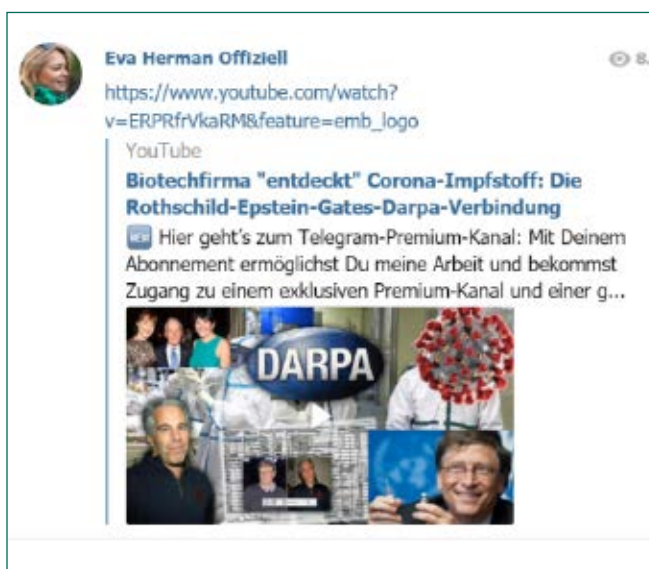 Eva Herman Offiziell
8.
https://www.youtube.com/watch?
v=ERPRfrVkaRM&feature=emb_logo
YouTube
Biotechfirma "entdeckt" Corona-Impfstoff: Die
Rothschild-Epstein-Gates-Darpa-Verbindung
NEW Hier geht's zum Telegram-Premium-Kanal: Mit Deinem
Abonnement ermöglichst Du meine Arbeit und bekommst
Zugang zu einem exklusiven Premium-Kanal und einer g...
DARPA